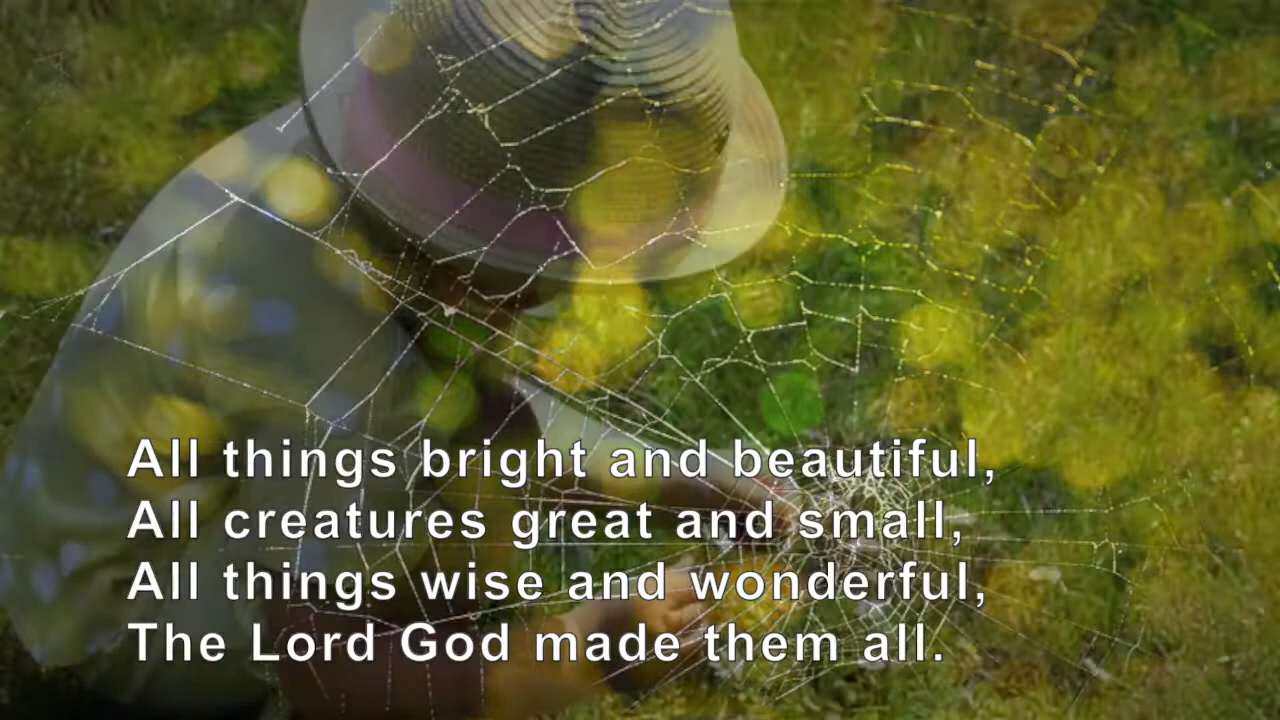 All things bright and beautiful,
All creatures great and small,
All things wise and wonderful,
The Lord God made them all.